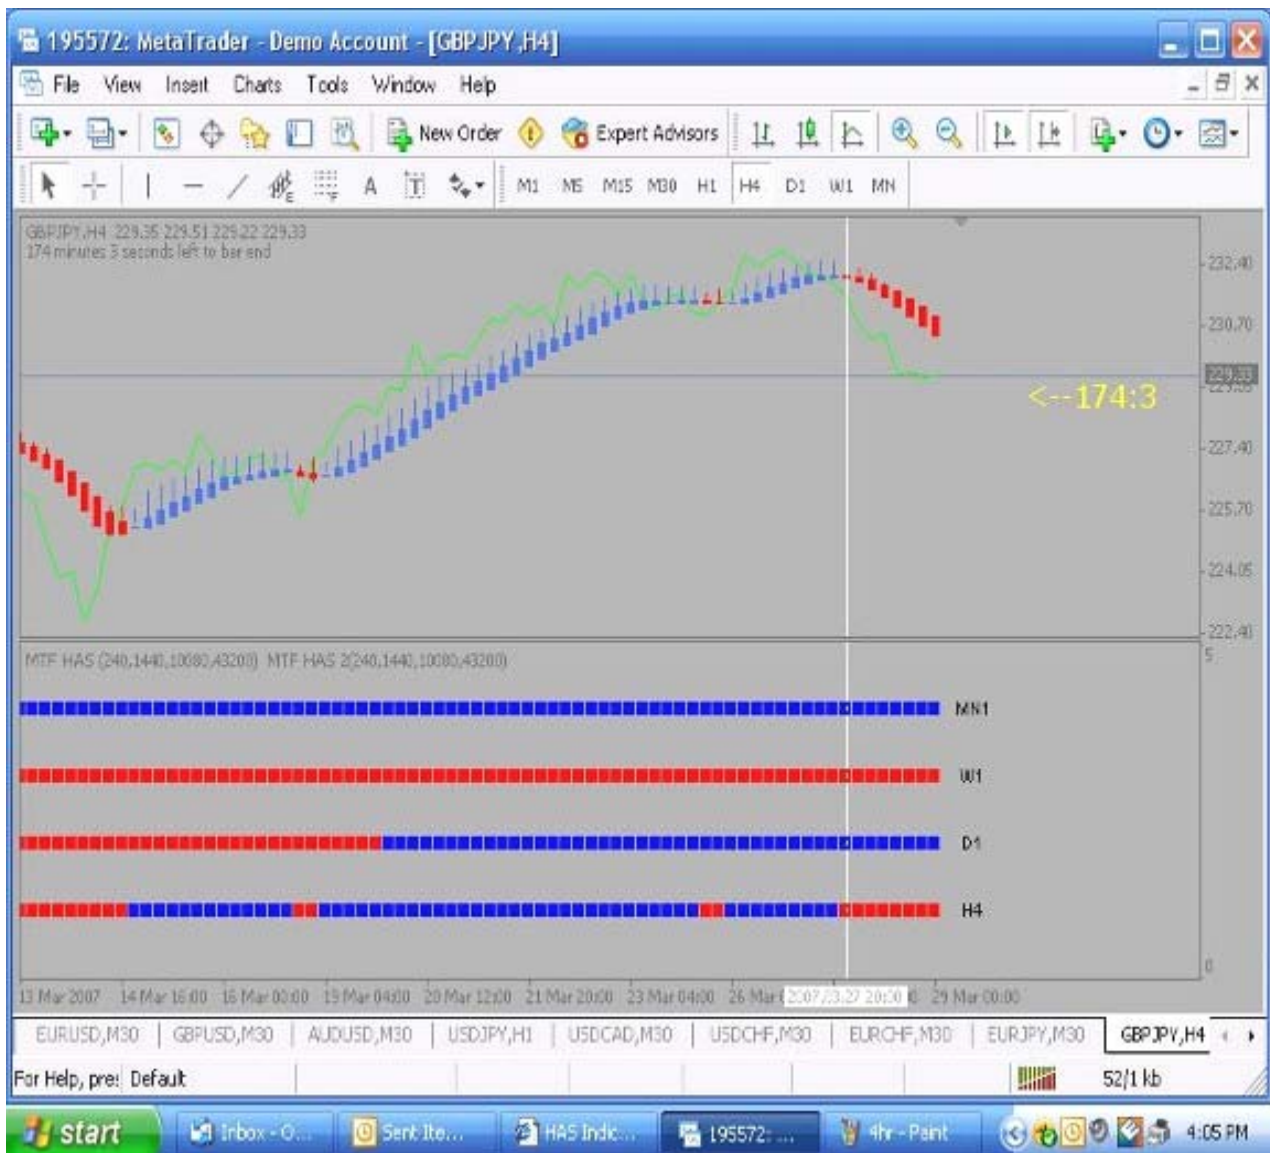 195572: MetaTrader - Demo Account - [GBPJPY,H4]
File View Insert Charts Tools Window Help
New Order Expert Advisors
A T M1 M5 M15 M30 H1 H4 D1 W1 MN
GBPJPY,H4 229.35 229.51 229.22 229.33
174 minutes 3 seconds left to bar end
232.40
230.70
229.33
<--174:3
227.40
225.70
224.05
222.40
MTF HAS (240,1440,10080,43200) MTF HAS 2(240,1440,10080,43200)
5
MN1
W1
D1
H4
0
13 Mar 2007 14 Mar 16:00 16 Mar 00:00 19 Mar 04:00 20 Mar 12:00 21 Mar 20:00 23 Mar 04:00 26 Mar 2007.03.27 20:00 29 Mar 00:00
EURUSD,M30 GBPUSD,M30 AUDUSD,M30 USDJPY,H1 USDCAD,M30 USDCHF,M30 EURCHF,M30 EURJPY,M30 GBPJPY,H4
For Help, pres Default 52/1 kb
start Inbox - O... Sent Ite... HAS Indic... 195572: ... 4hr - Paint 4:05 PM